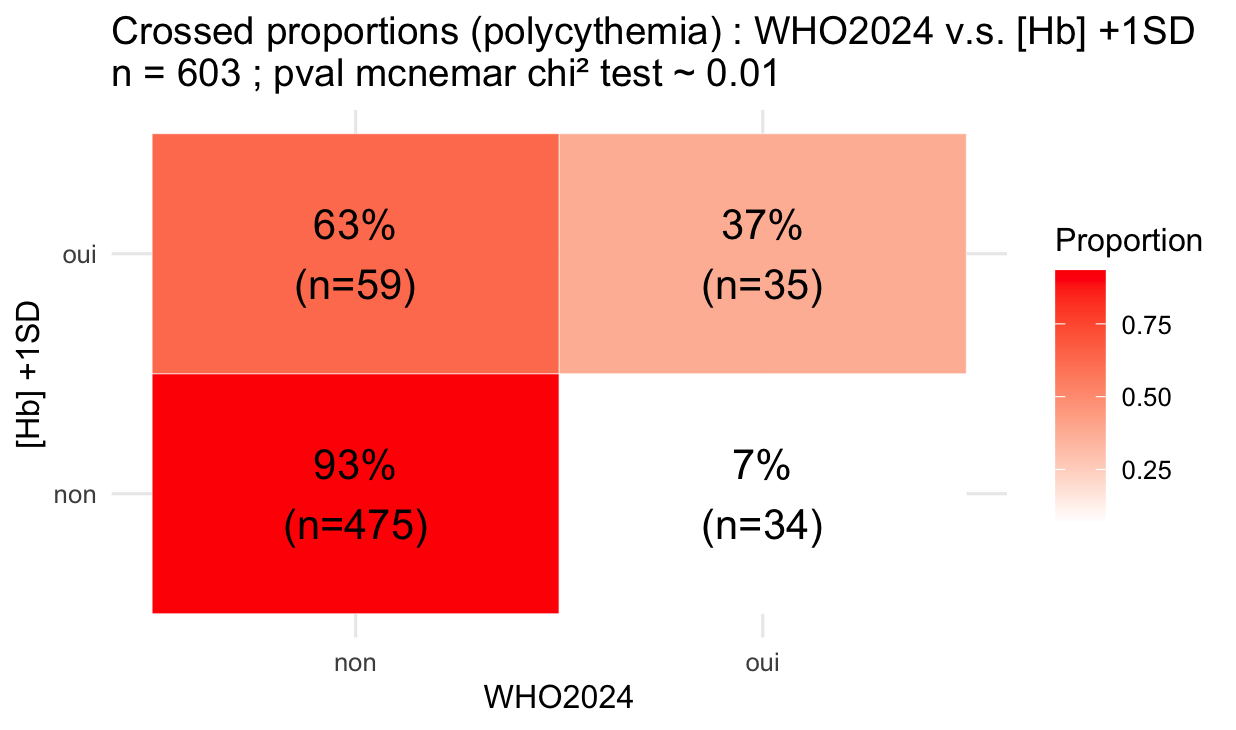 Crossed proportions (polycythemia) : WHO2024 v.s. [Hb] +1SD
n = 603 ; pval mcnemar chi² test ~ 0.01
63%
(n=59)
37%
(n=35)
93%
(n=475)
7%
(n=34)
oui
non
[Hb] +1SD
non
oui
WHO2024
Proportion
0.75
0.50
0.25